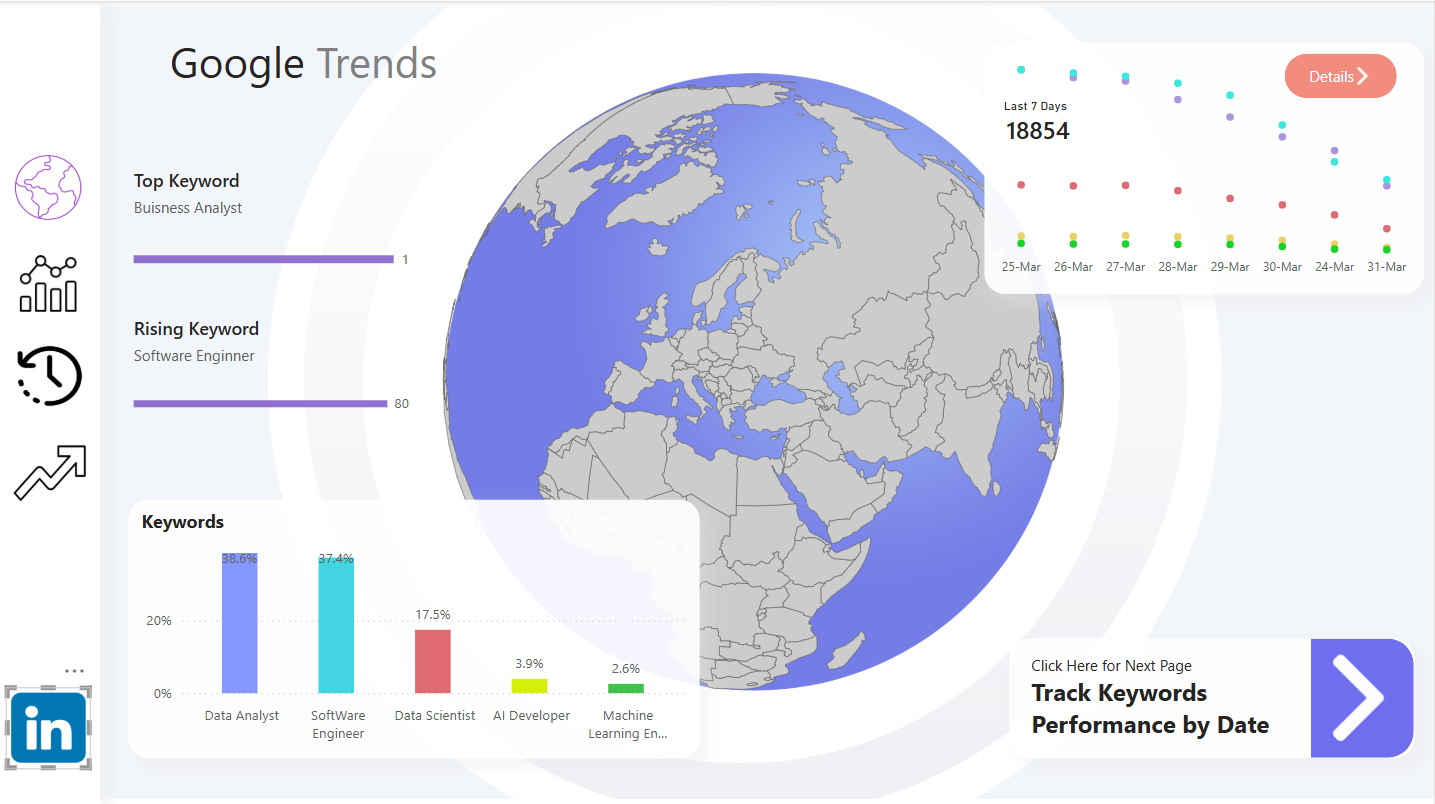 Google Trends
Details
Last 7 Days
18854
25-Mar 26-Mar 27-Mar 28-Mar 29-Mar 30-Mar 24-Mar 31-Mar
Top Keyword
Buisness Analyst
1
Rising Keyword
Software Enginner
80
Keywords
38.6%
37.4%
17.5%
3.9%
2.6%
20%
0%
Data Analyst
SoftWare
Engineer
Data Scientist
AI Developer
Machine
Learning En...
Click Here for Next Page
Track Keywords
Performance by Date
...
in